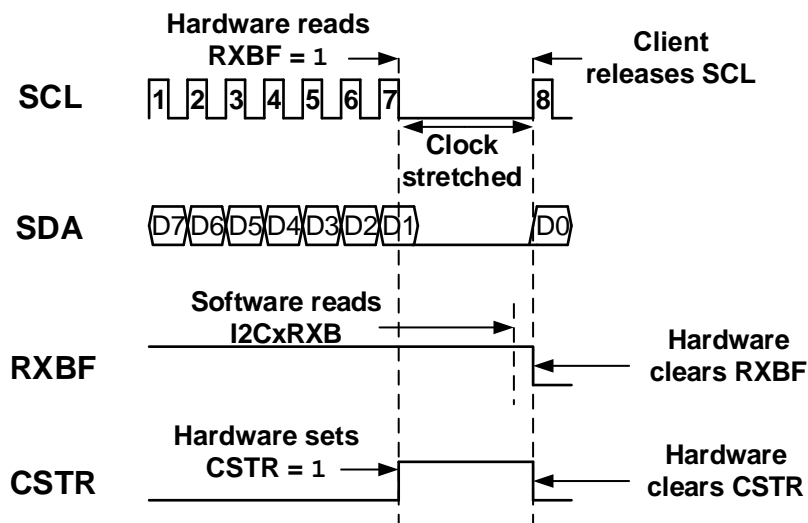 Hardware reads
RXBF = 1
Client
releases SCL
SCL
1 2 3 4 5 6 7 8
Clock
stretched
SDA
D7 D6 D5 D4 D3 D2 D1 D0
Software reads
I2CxRXB
RXBF
Hardware
clears RXBF
Hardware sets
CSTR = 1
CSTR
Hardware
clears CSTR